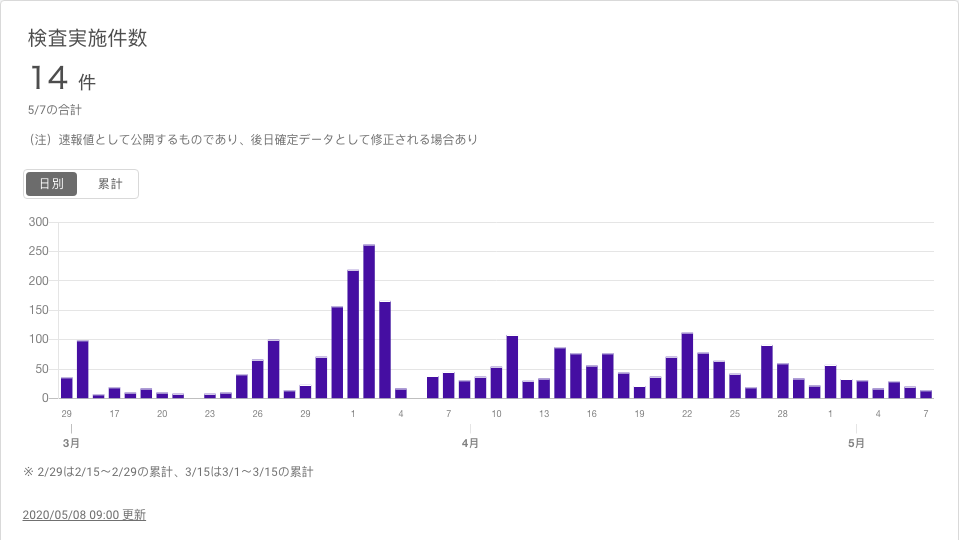 検査実施件数
14 件
5/7の合計
（注）速報値として公開するものであり、後日確定データとして修正される場合あり
日別 累計
300
250
200
150
100
50
0
29 17 20 23 26 29 1 4 7 10 13 16 19 22 25 28 1 4 7
3月 4月 5月
※ 2/29は2/15～2/29の累計、3/15は3/1～3/15の累計
2020/05/08 09:00 更新